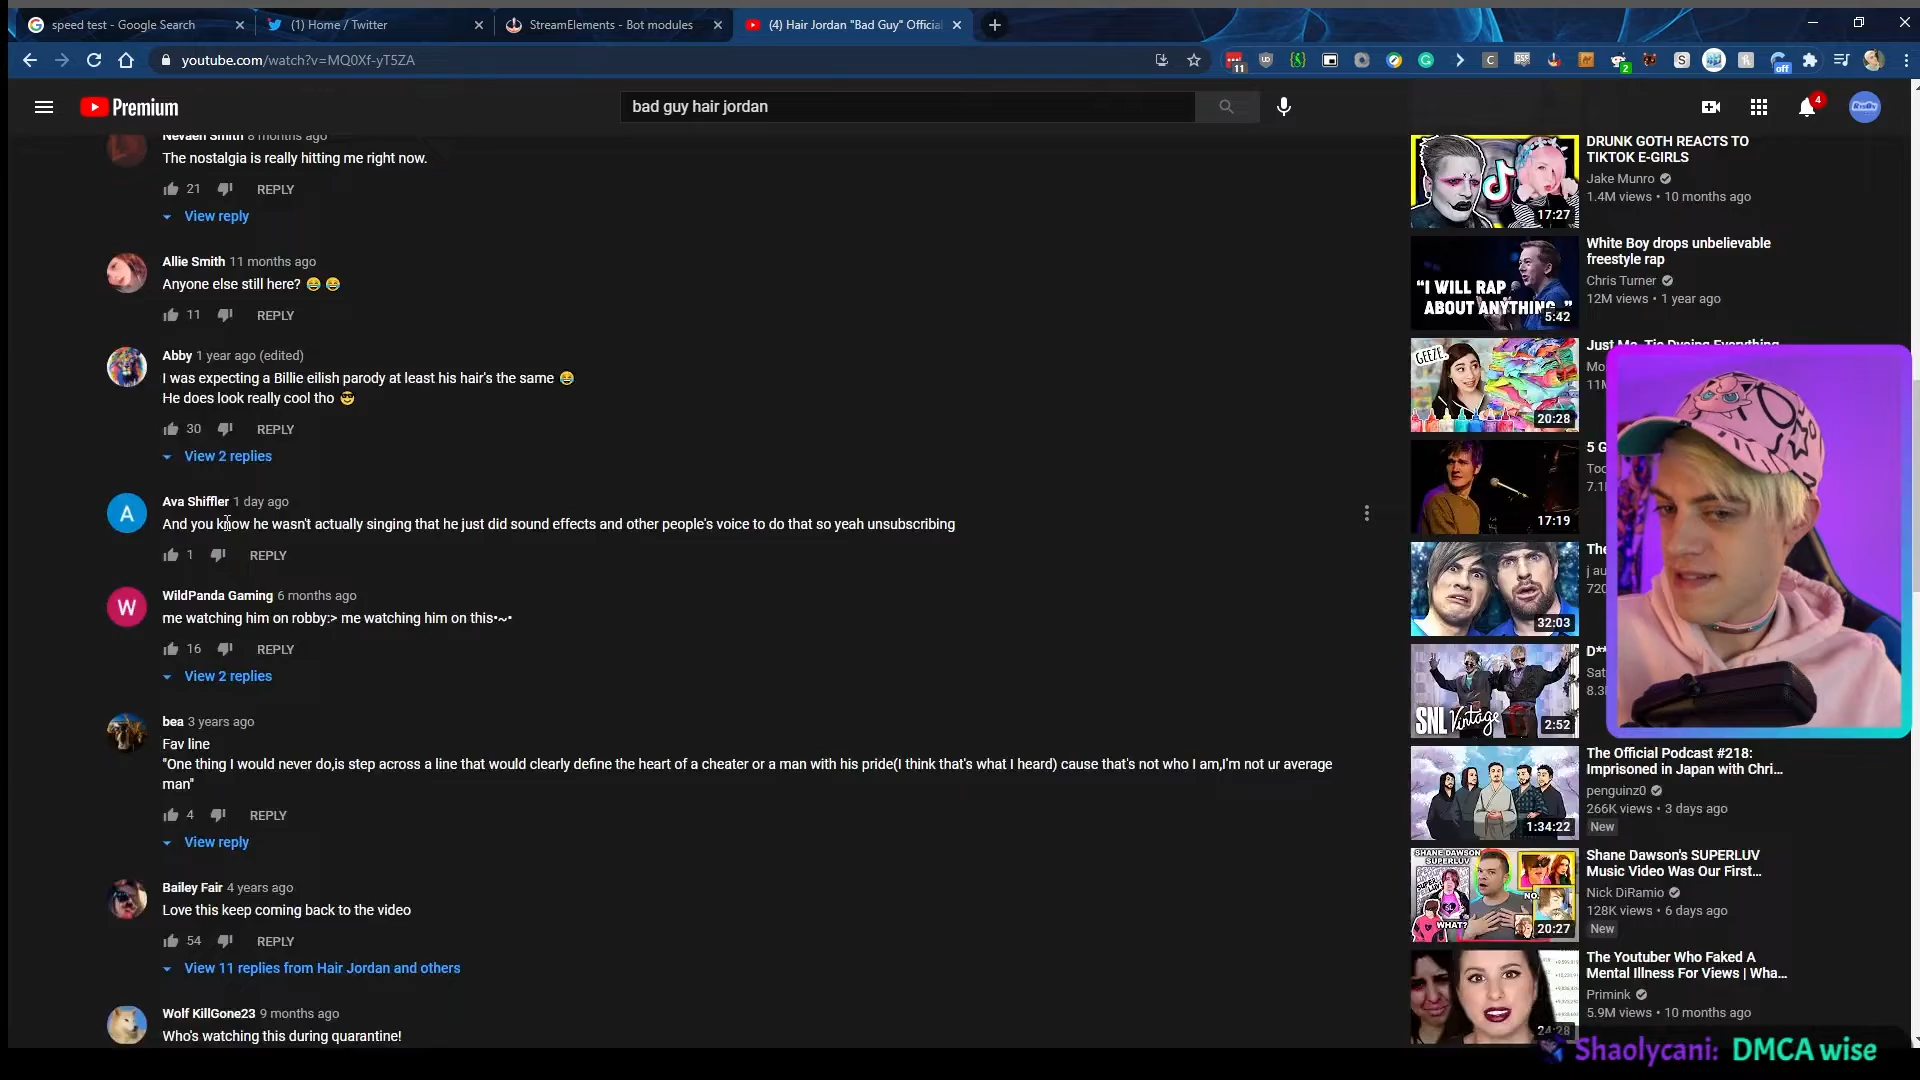 speed test - Google Search
(1) Home / Twitter
StreamElements - Bot modules
(4) Hair Jordan "Bad Guy" Official
youtube.com/watch?v=MQ0Xf-yT5ZA
11
2
off
Premium
bad guy hair jordan
4
Nevaeh Smith 8 months ago
The nostalgia is really hitting me right now.
21 REPLY
View reply
Allie Smith 11 months ago
Anyone else still here? 😂 😂
11 REPLY
Abby 1 year ago (edited)
I was expecting a Billie eilish parody at least his hair's the same 😂
He does look really cool tho 😎
30 REPLY
View 2 replies
Ava Shiffler 1 day ago
And you know he wasn't actually singing that he just did sound effects and other people's voice to do that so yeah unsubscribing
1 REPLY
WildPanda Gaming 6 months ago
me watching him on robby:> me watching him on this•~•
16 REPLY
View 2 replies
bea 3 years ago
Fav line
"One thing I would never do,is step across a line that would clearly define the heart of a cheater or a man with his pride(I think that's what I heard) cause that's not who I am,I'm not ur average
man"
4 REPLY
View reply
Bailey Fair 4 years ago
Love this keep coming back to the video
54 REPLY
View 11 replies from Hair Jordan and others
Wolf KillGone23 9 months ago
Who's watching this during quarantine!
17:27
DRUNK GOTH REACTS TO
TIKTOK E-GIRLS
Jake Munro
1.4M views • 10 months ago
"I WILL RAP
ABOUT ANYTHING."
5:42
White Boy drops unbelievable
freestyle rap
Chris Turner
12M views • 1 year ago
GEEZE.
20:28
Just Me, Tie Dyeing Everything
Mo
11M
17:19
5 G
Too
7.1
32:03
The
j au
720
SNL Vintage
2:52
D**
Sat
8.3
1:34:22
The Official Podcast #218:
Imprisoned in Japan with Chri...
penguinz0
266K views • 3 days ago
New
SHANE DAWSON'S
SUPERLUV
WHAT?
NO.
20:27
Shane Dawson's SUPERLUV
Music Video Was Our First...
Nick DiRamio
128K views • 6 days ago
New
24:28
The Youtuber Who Faked A
Mental Illness For Views | Wha...
Primink
5.9M views • 10 months ago
Shaolycani: DMCA wise